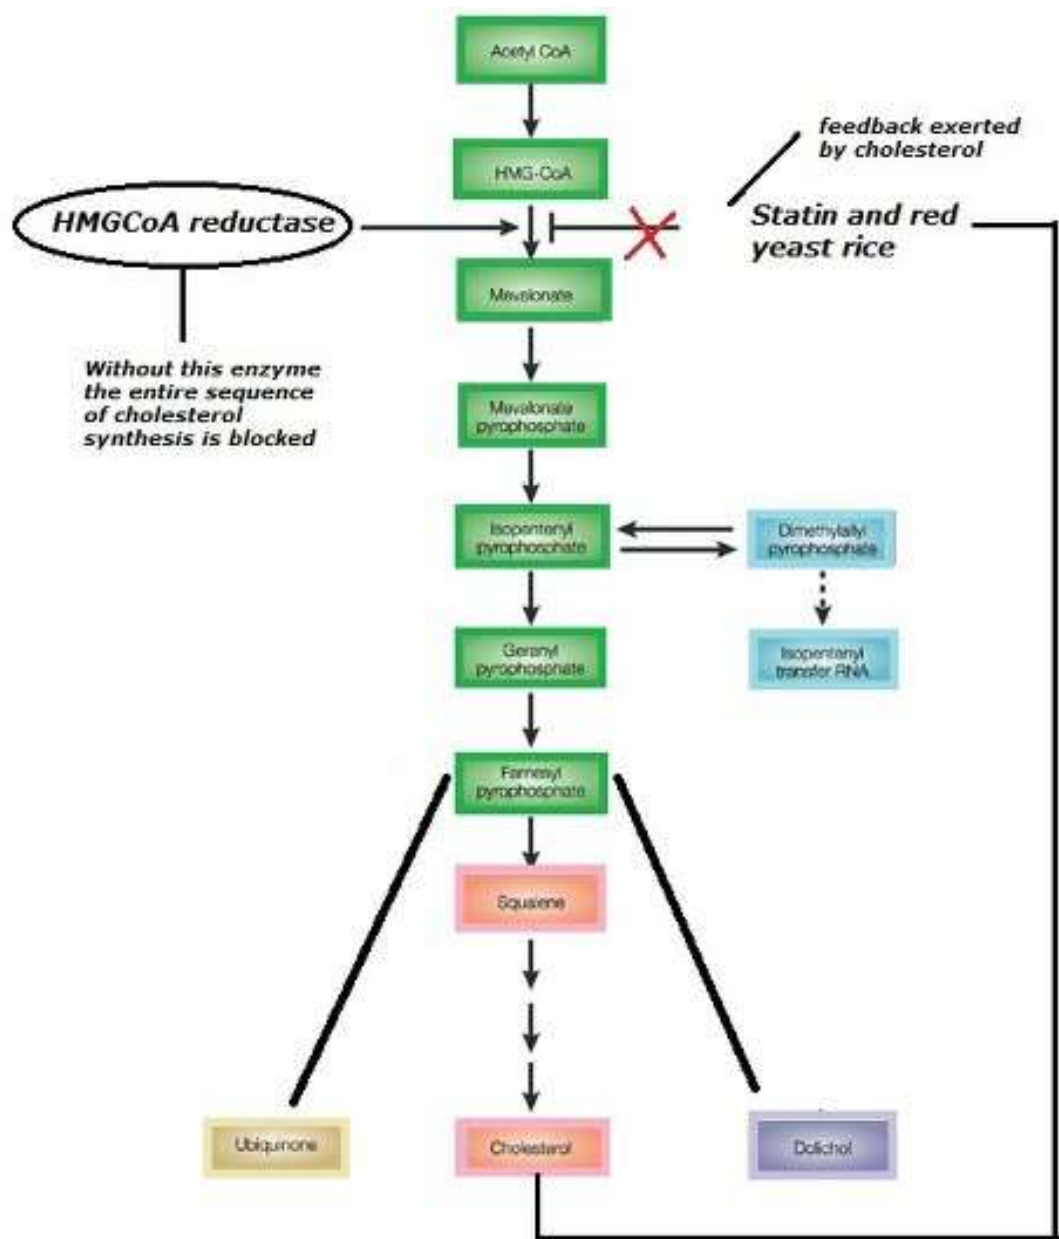 Acetyl CoA
feedback exerted
by cholesterol
HMG-CoA
HMGCoA reductase
Statin and red
yeast rice
Mevalonate
Without this enzyme
the entire sequence
of cholesterol
synthesis is blocked
Mevalonate
pyrophosphate
Isopentenyl
pyrophosphate
Dimethylallyl
pyrophosphate
Geranyl
pyrophosphate
Isopentenyl
transfer RNA
Farnesyl
pyrophosphate
Squalene
Ubiquinone
Cholesterol
Dolichol